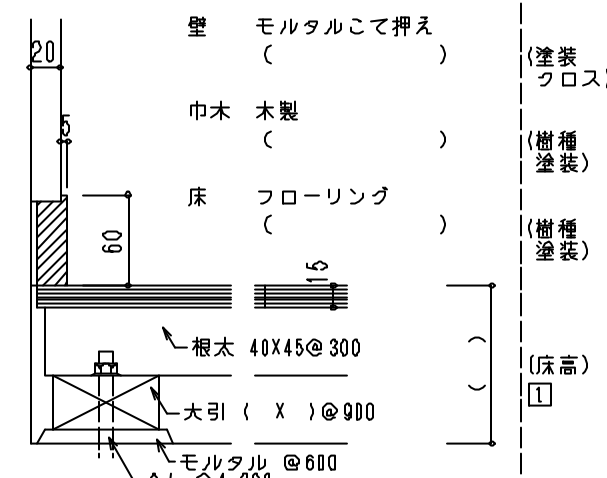 壁 モルタルこて押え
( )
(塗装
クロス)
20
巾木 木製
( )
(樹種
塗装)
5
床 フローリング
( )
(樹種
塗装)
60
15
根太 40X45@300
( )
(床高)
1
大引 ( X )@900
モルタル @600